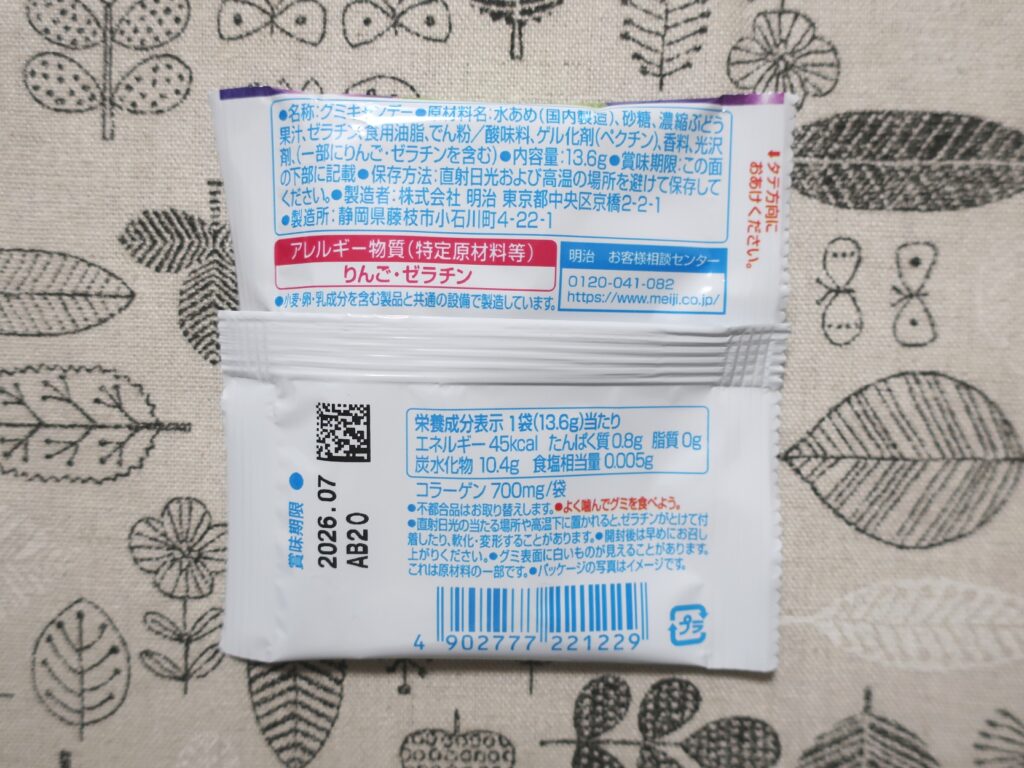 ●名称:グミキャンデー●原材料名:水あめ(国内製造)、砂糖、濃縮ぶどう
果汁、ゼラチン、食用油脂、でん粉/酸味料、ゲル化剤(ペクチン)、香料、光沢
剤、(一部にりんご・ゼラチンを含む)●内容量:13.6g●賞味期限:この面
の下部に記載●保存方法:直射日光および高温の場所を避けて保存して
ください。●製造者:株式会社 明治 東京都中央区京橋2-2-1
●製造所:静岡県藤枝市小石川町4-22-1
⬇タテ方向に
おあけください。
アレルギー物質(特定原材料等)
りんご・ゼラチン
●小麦・卵・乳成分を含む製品と共通の設備で製造しています。
明治 お客様相談センター
0120-041-082
https://www.meiji.co.jp/
賞味期限 ●
2026.07
AB20
栄養成分表示 1袋(13.6g)当たり
エネルギー 45kcal たんぱく質 0.8g 脂質 0g
炭水化物 10.4g 食塩相当量 0.005g
コラーゲン 700mg/袋
●不都合品はお取り替えします。●よく噛んでグミを食べよう。
●直射日光の当たる場所や高温下に置かれると、ゼラチンがとけて付
着したり、軟化・変形することがあります。●開封後は早めにお召し
上がりください。●グミ表面に白いものが見えることがあります。
これは原材料の一部です。●パッケージの写真はイメージです。
4 902777 221229
プラ